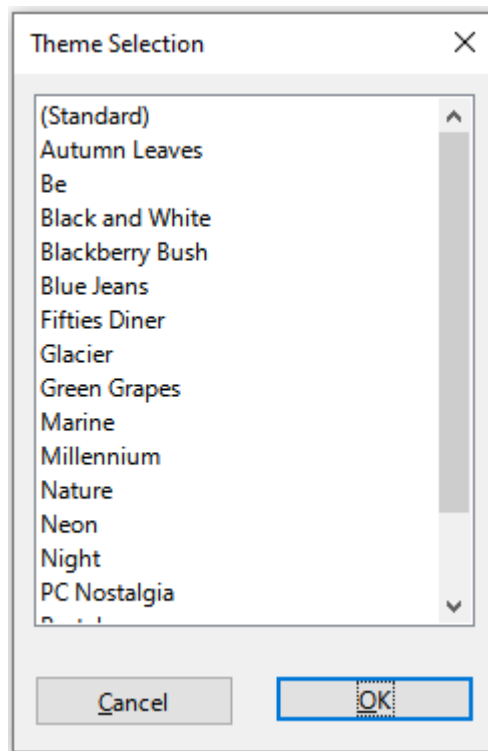 Theme Selection
(Standard)
Autumn Leaves
Be
Black and White
Blackberry Bush
Blue Jeans
Fifties Diner
Glacier
Green Grapes
Marine
Millennium
Nature
Neon
Night
PC Nostalgia
Cancel
OK